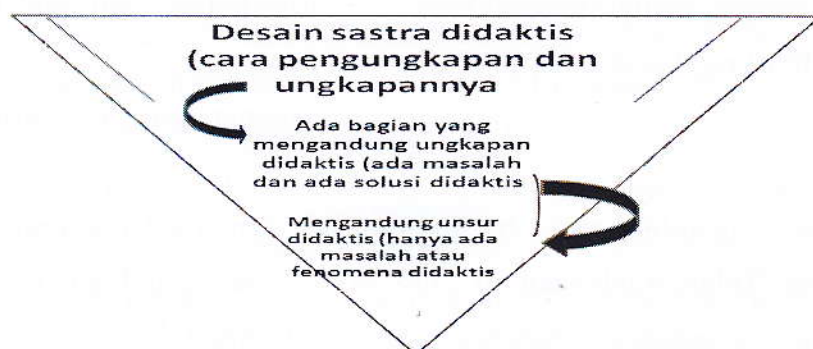 Desain sastra didaktis
(cara pengungkapan dan
ungkapannya
Ada bagian yang
mengandung ungkapan
didaktis (ada masalah
dan ada solusi didaktis
Mengandung unsur
didaktis (hanya ada
masalah atau
fenomena didaktis